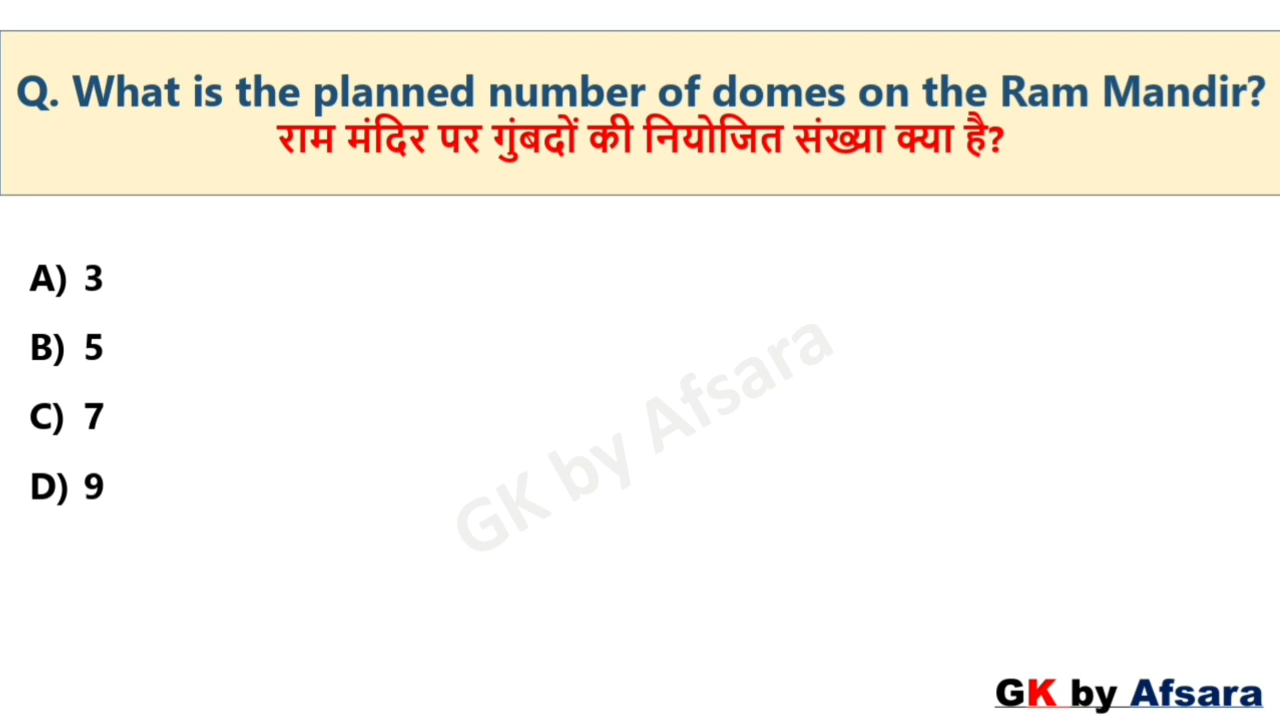 Q. What is the planned number of domes on the Ram Mandir?
राम मंदिर पर गुंबदों की नियोजित संख्या क्या है?
A) 3
B) 5
C) 7
D) 9
GK by Afsara
GK by Afsara